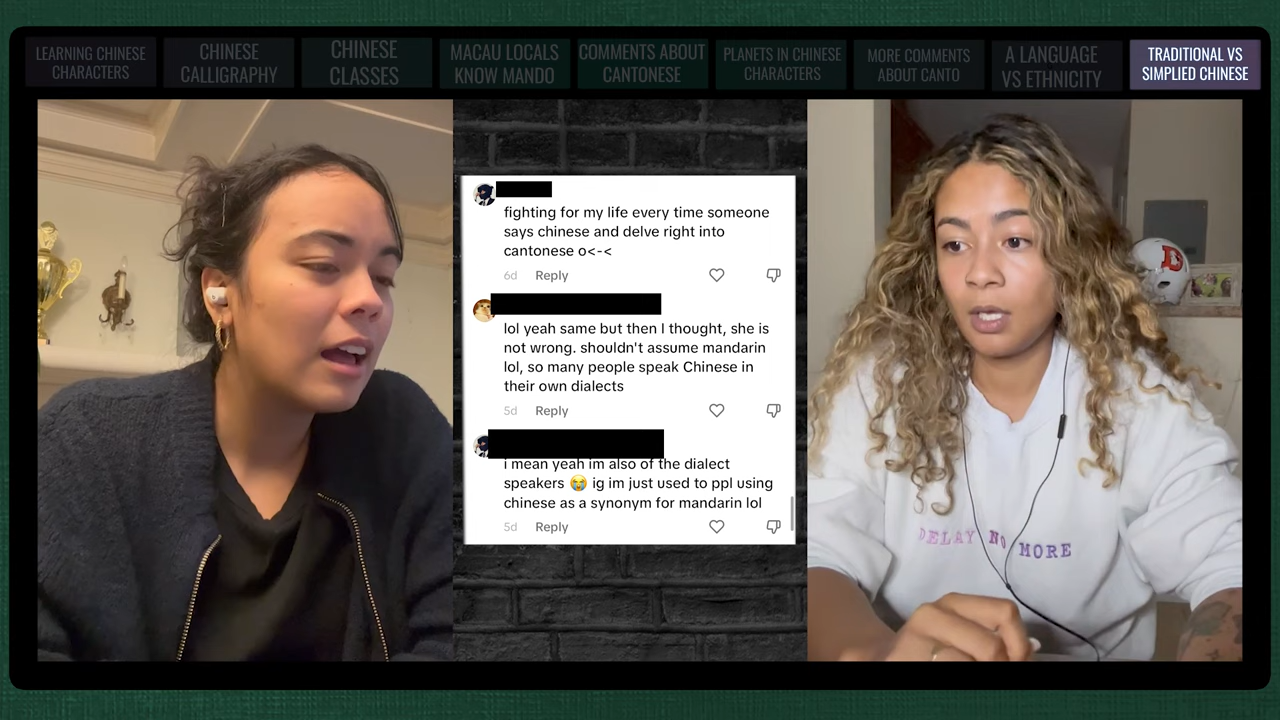 LEARNING CHINESE
CHARACTERS
CHINESE
CALLIGRAPHY
CHINESE
CLASSES
MACAU LOCALS
KNOW MANDO
COMMENTS ABOUT
CANTONESE
PLANETS IN CHINESE
CHARACTERS
MORE COMMENTS
ABOUT CANTO
A LANGUAGE
VS ETHNICITY
TRADITIONAL VS
SIMPLIED CHINESE
fighting for my life every time someone
says chinese and delve right into
cantonese o<-<
6d Reply
lol yeah same but then I thought, she is
not wrong. shouldn't assume mandarin
lol, so many people speak Chinese in
their own dialects
5d Reply
i mean yeah im also of the dialect
speakers 😭 ig im just used to ppl using
chinese as a synonym for mandarin lol
5d Reply
D
DELAY NO MORE